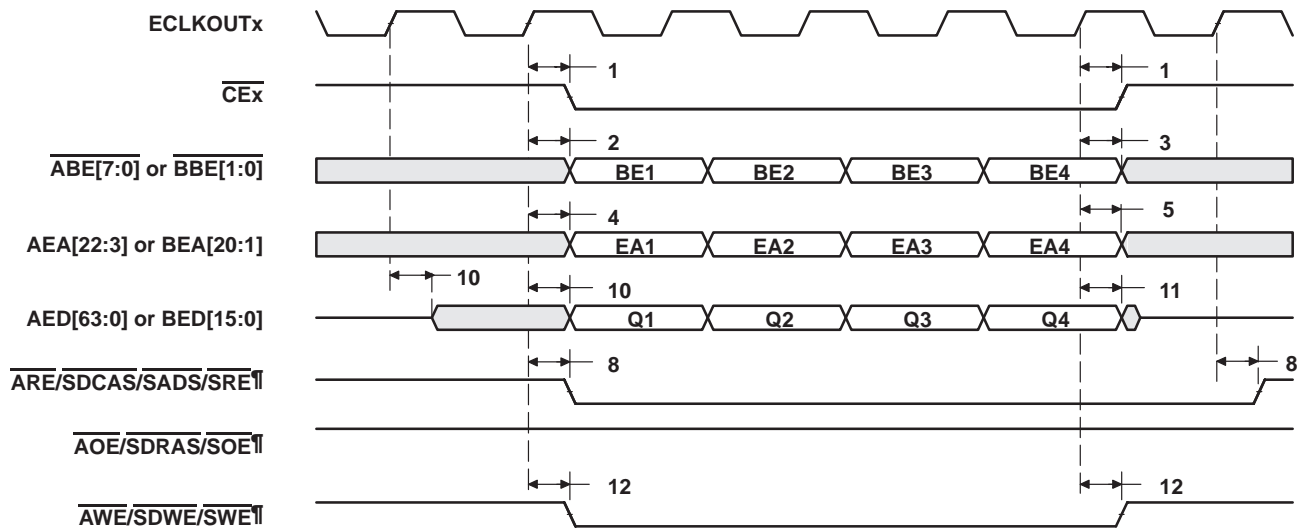 ECLKOUTx
1 1
CEx
2 3
ABE[7:0] or BBE[1:0]
BE1 BE2 BE3 BE4
4 5
AEA[22:3] or BEA[20:1]
EA1 EA2 EA3 EA4
10 10 11
AED[63:0] or BED[15:0]
Q1 Q2 Q3 Q4
8 8
ARE/SDCAS/SADS/SRE¶
AOE/SDRAS/SOE¶
12 12
AWE/SDWE/SWE¶